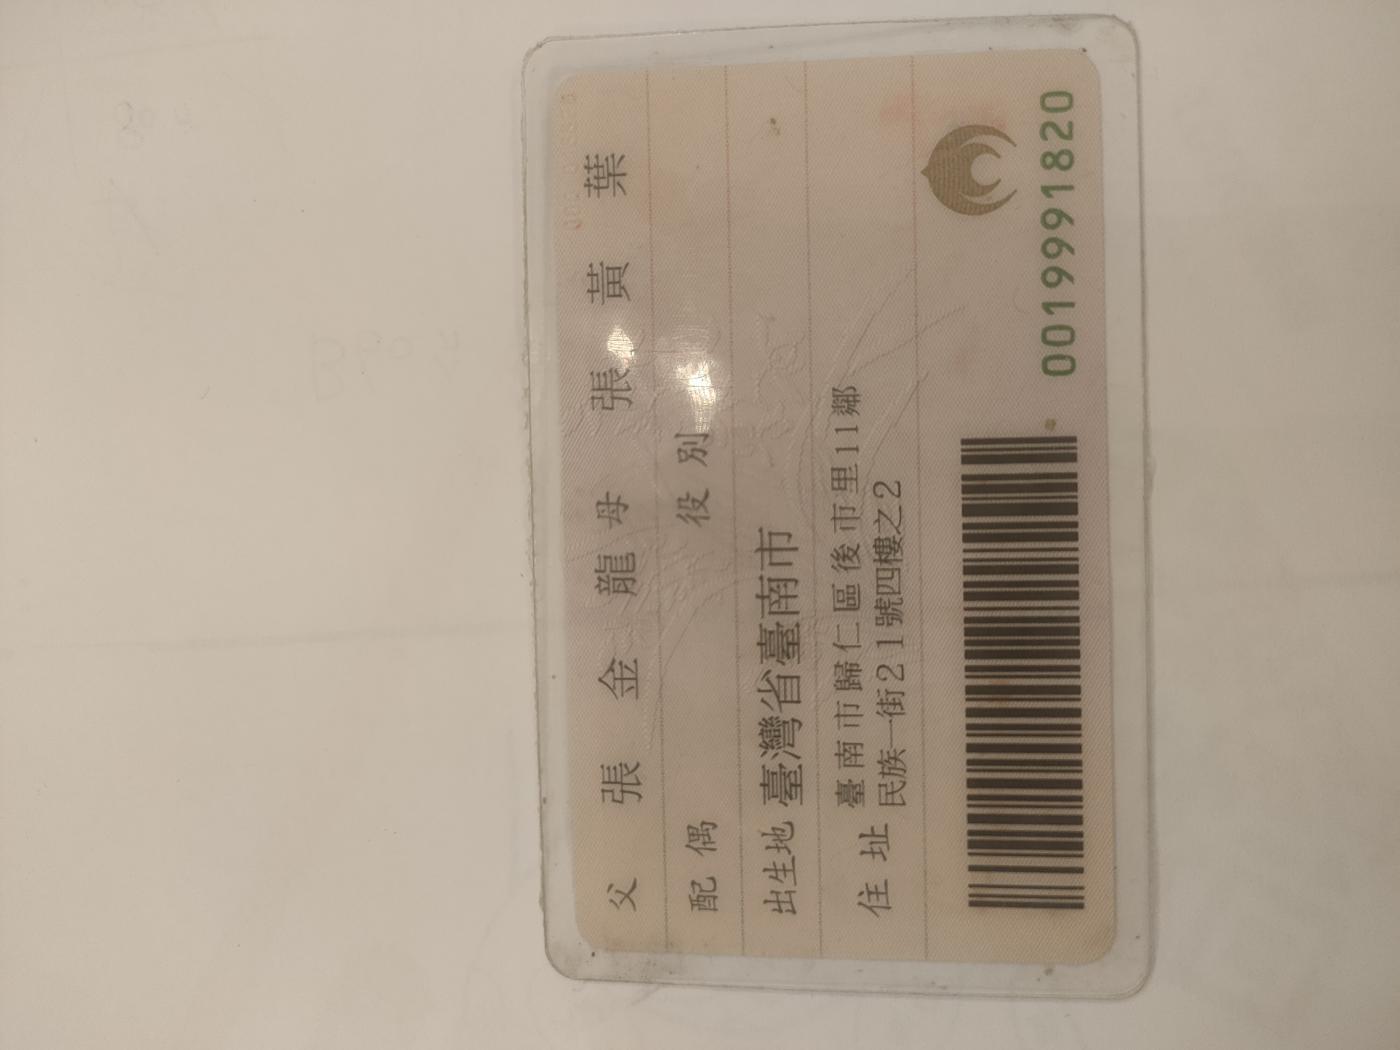 父 張 金 龍 母 張 黃 葉
配偶 役別
出生地 臺灣省臺南市
住址 臺南市歸仁區後市里11鄰
民族一街21號四樓之2
0019991820